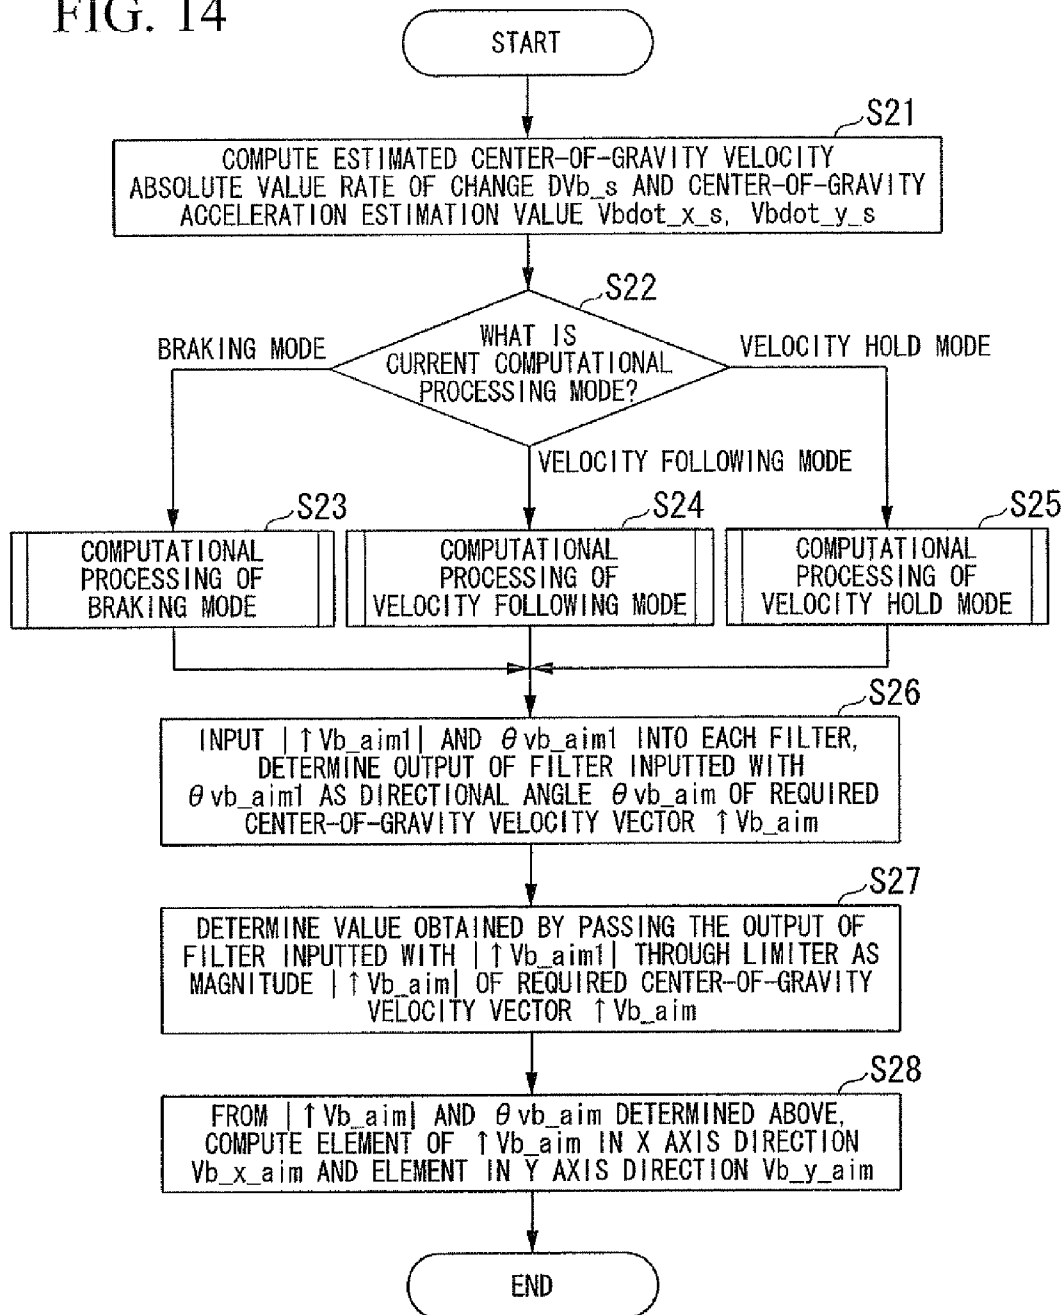 FIG. 14
START
S21
COMPUTE ESTIMATED CENTER-OF-GRAVITY VELOCITY
ABSOLUTE VALUE RATE OF CHANGE DVb_s AND CENTER-OF-GRAVITY
ACCELERATION ESTIMATION VALUE Vbdot_x_s, Vbdot_y_s
S22
WHAT IS
CURRENT COMPUTATIONAL
PROCESSING MODE?
BRAKING MODE
VELOCITY HOLD MODE
VELOCITY FOLLOWING MODE
S23
COMPUTATIONAL
PROCESSING OF
BRAKING MODE
S24
COMPUTATIONAL
PROCESSING OF
VELOCITY FOLLOWING MODE
S25
COMPUTATIONAL
PROCESSING OF
VELOCITY HOLD MODE
S26
INPUT |↑Vb_aim1| AND θvb_aim1 INTO EACH FILTER,
DETERMINE OUTPUT OF FILTER INPUTTED WITH
θvb_aim1 AS DIRECTIONAL ANGLE θvb_aim OF REQUIRED
CENTER-OF-GRAVITY VELOCITY VECTOR ↑Vb_aim
S27
DETERMINE VALUE OBTAINED BY PASSING THE OUTPUT OF
FILTER INPUTTED WITH |↑Vb_aim1| THROUGH LIMITER AS
MAGNITUDE |↑Vb_aim| OF REQUIRED CENTER-OF-GRAVITY
VELOCITY VECTOR ↑Vb_aim
S28
FROM |↑Vb_aim| AND θvb_aim DETERMINED ABOVE,
COMPUTE ELEMENT OF ↑Vb_aim IN X AXIS DIRECTION
Vb_x_aim AND ELEMENT IN Y AXIS DIRECTION Vb_y_aim
END